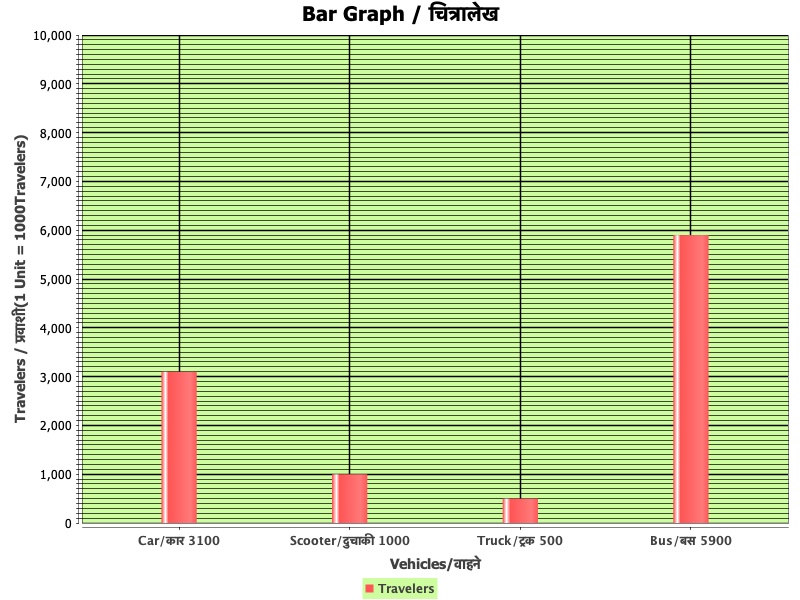 Bar Graph / चित्रालेख
10,000
9,000
8,000
7,000
6,000
5,000
4,000
3,000
2,000
1,000
0
Travelers / प्रवाशी(1 Unit = 1000Travelers)
Car/कार 3100
Scooter/दुचाकी 1000
Truck/ट्रक 500
Bus/बस 5900
Vehicles/वाहने
Travelers